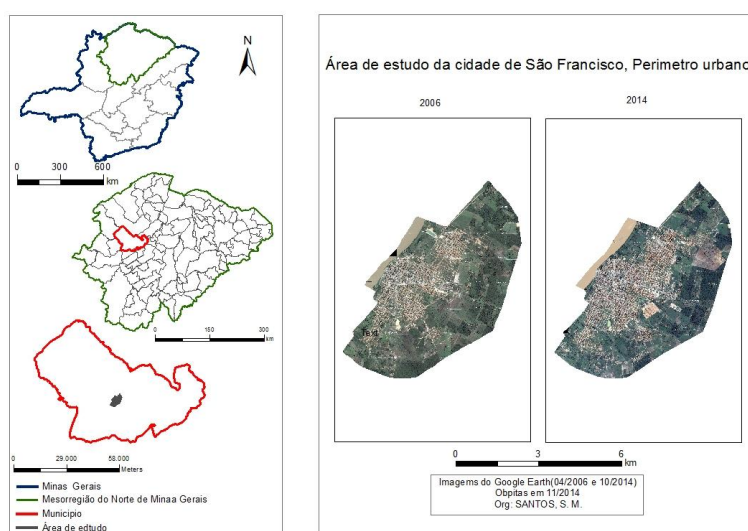 N
0 300 600
km
0 150 300
km
0 29.000 58.000
Meters
Minas Gerais
Mesorregião do Norte de Minaa Gerais
Municipio
Área de edtudo
Área de estudo da cidade de São Francisco, Perimetro urbano
2006
2014
Text
0 3 6
km
Imagems do Google Earth(04/2006 e 10/2014)
Obpitas em 11/2014
Org: SANTOS, S. M.